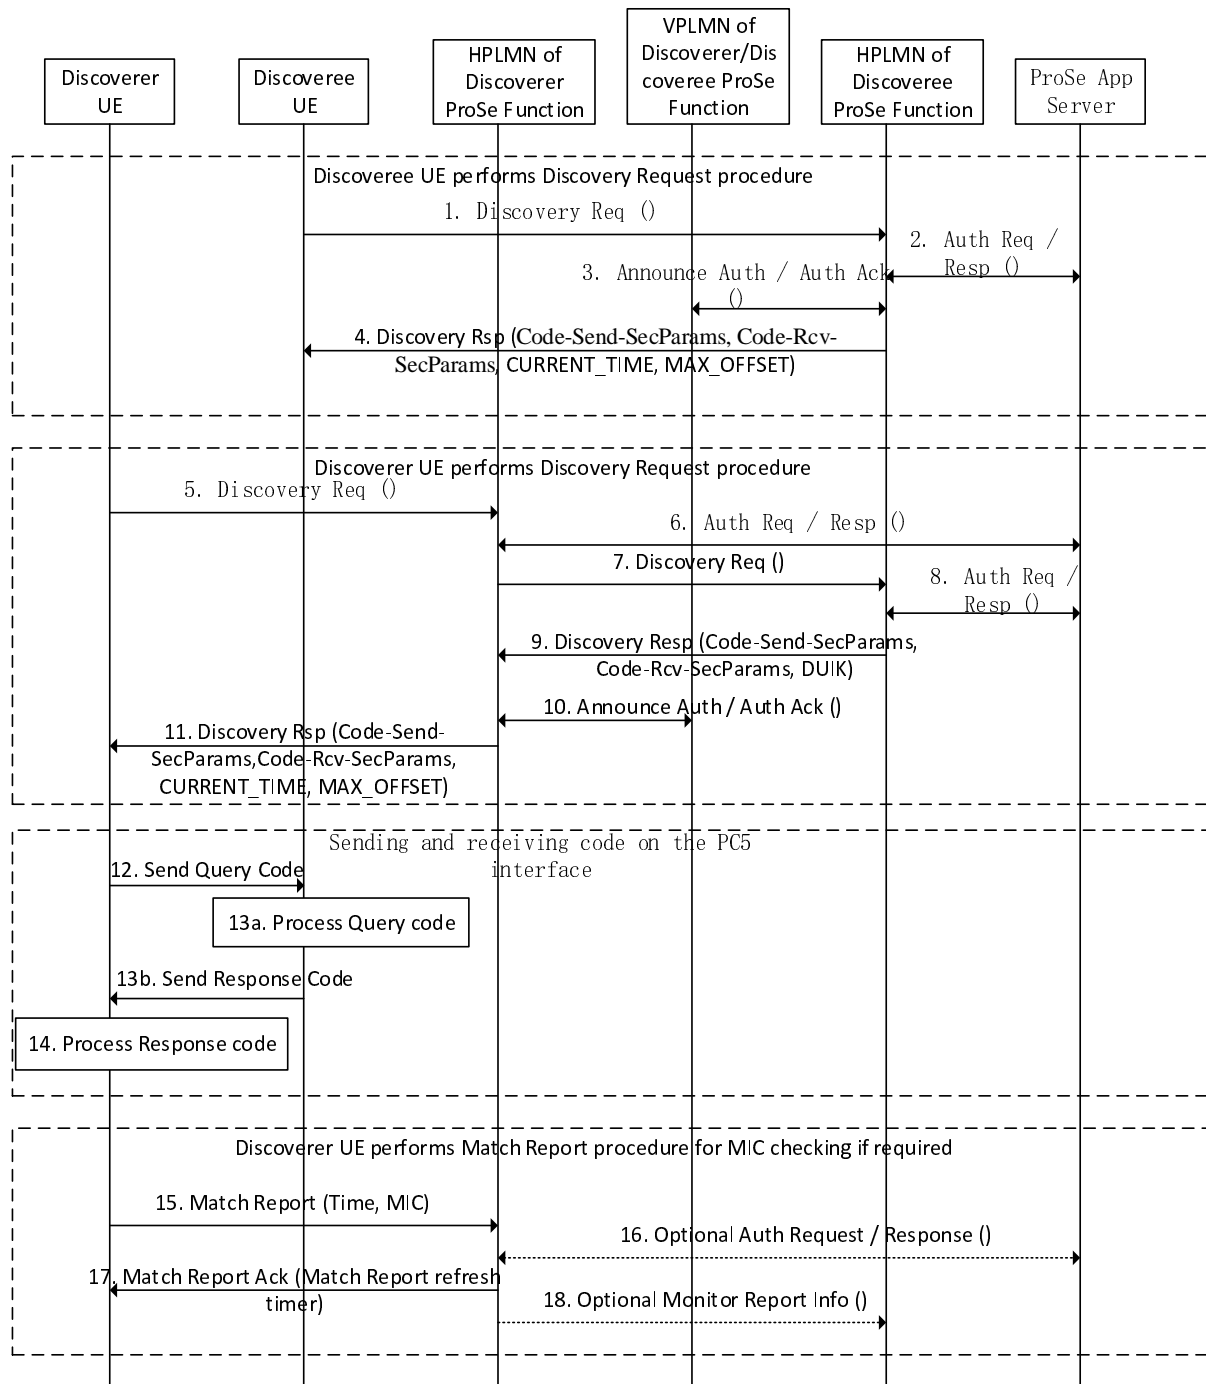 Discoverer
UE
Discoveree
UE
HPLMN of
Discoverer
ProSe Function
VPLMN of
Discoverer/Dis
coveree ProSe
Function
HPLMN of
Discoveree
ProSe Function
ProSe App
Server
Discoveree UE performs Discovery Request procedure
1. Discovery Req ()
2. Auth Req /
Resp ()
3. Announce Auth / Auth Ack
()
4. Discovery Rsp (Code-Send-SecParams, Code-Rcv-
SecParams, CURRENT_TIME, MAX_OFFSET)
Discoverer UE performs Discovery Request procedure
5. Discovery Req ()
6. Auth Req / Resp ()
7. Discovery Req ()
8. Auth Req /
Resp ()
9. Discovery Resp (Code-Send-SecParams,
Code-Rcv-SecParams, DUIK)
10. Announce Auth / Auth Ack ()
11. Discovery Rsp (Code-Send-
SecParams,Code-Rcv-SecParams,
CURRENT_TIME, MAX_OFFSET)
Sending and receiving code on the PC5
interface
12. Send Query Code
13a. Process Query code
13b. Send Response Code
14. Process Response code
Discoverer UE performs Match Report procedure for MIC checking if required
15. Match Report (Time, MIC)
16. Optional Auth Request / Response ()
17. Match Report Ack (Match Report refresh
timer)
18. Optional Monitor Report Info ()